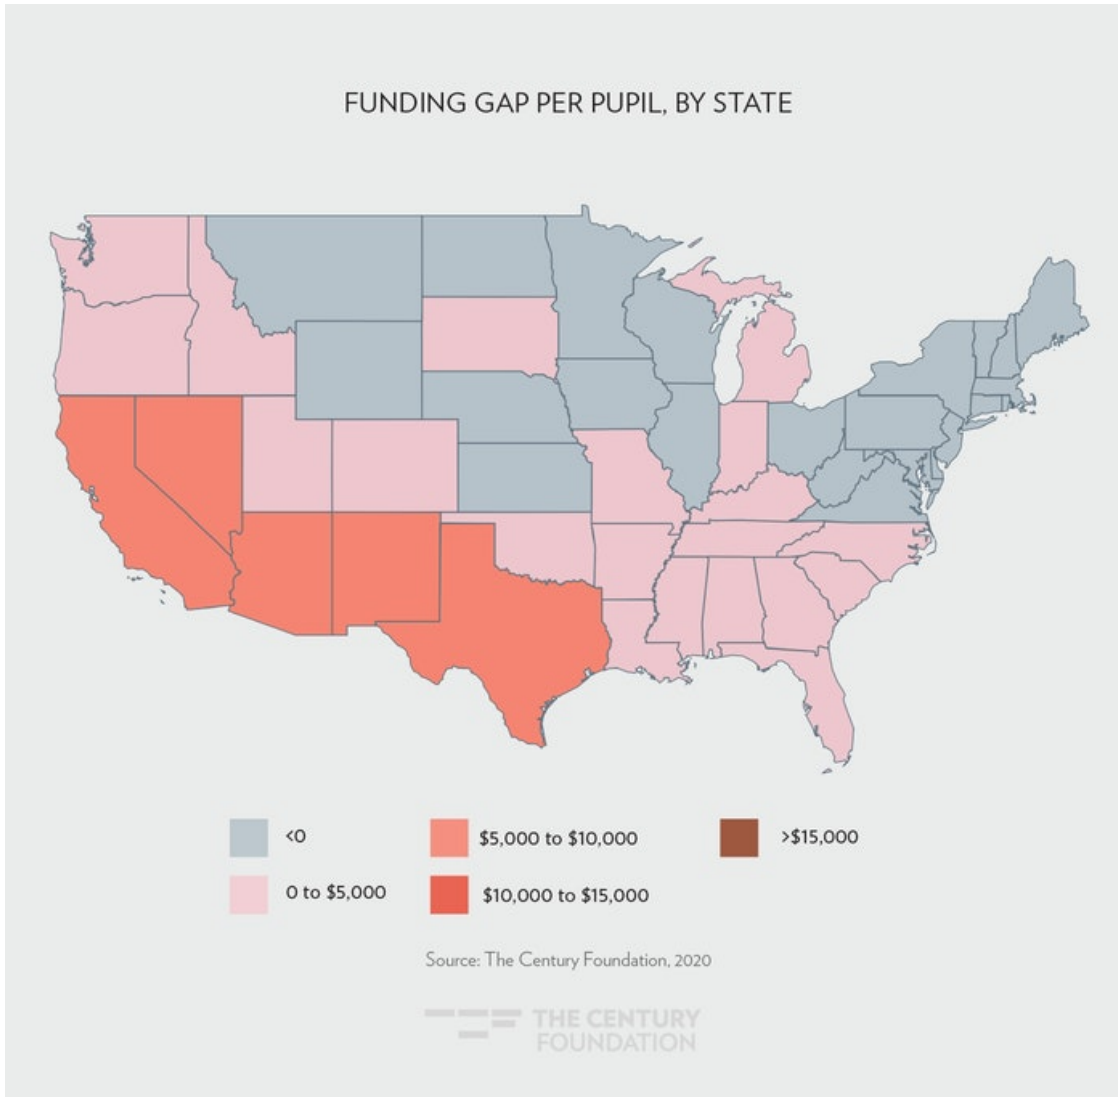 FUNDING GAP PER PUPIL, BY STATE
<0
$5,000 to $10,000
>$15,000
0 to $5,000
$10,000 to $15,000
Source: The Century Foundation, 2020
THE CENTURY
FOUNDATION